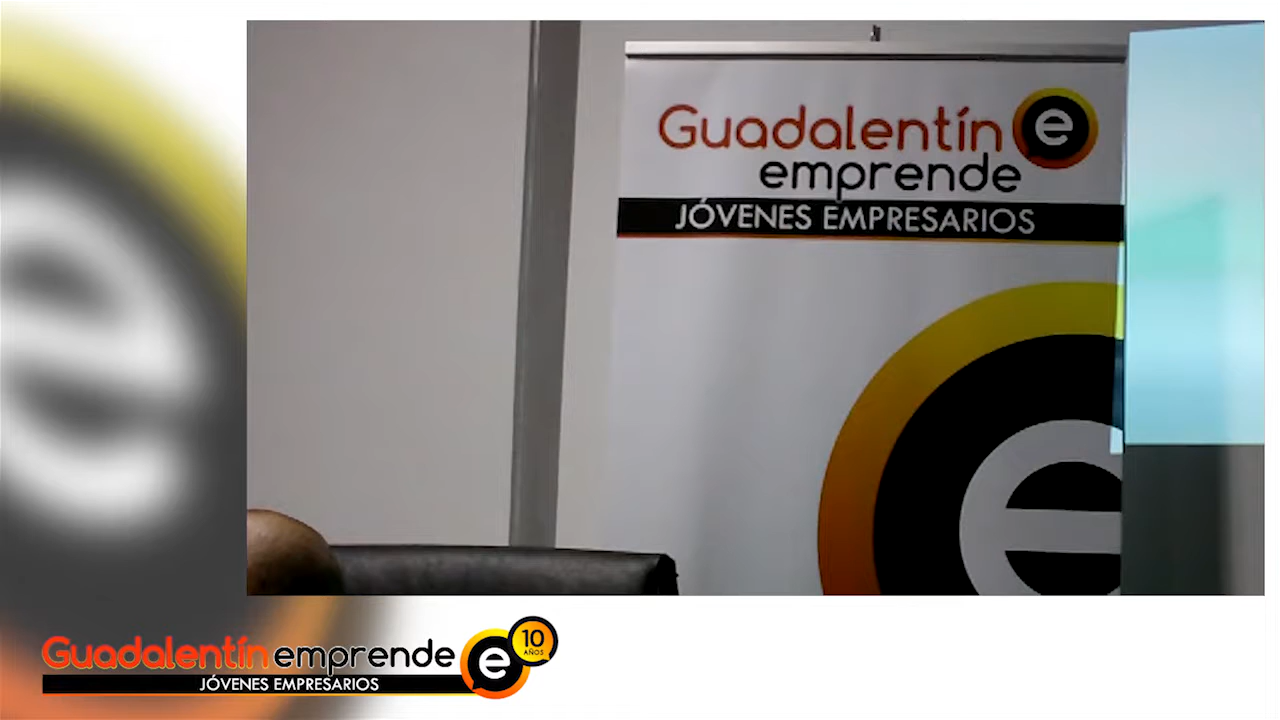 Guadalentín e
emprende
JÓVENES EMPRESARIOS
e
e
Guadalentín emprende e 10
AÑOS
JÓVENES EMPRESARIOS